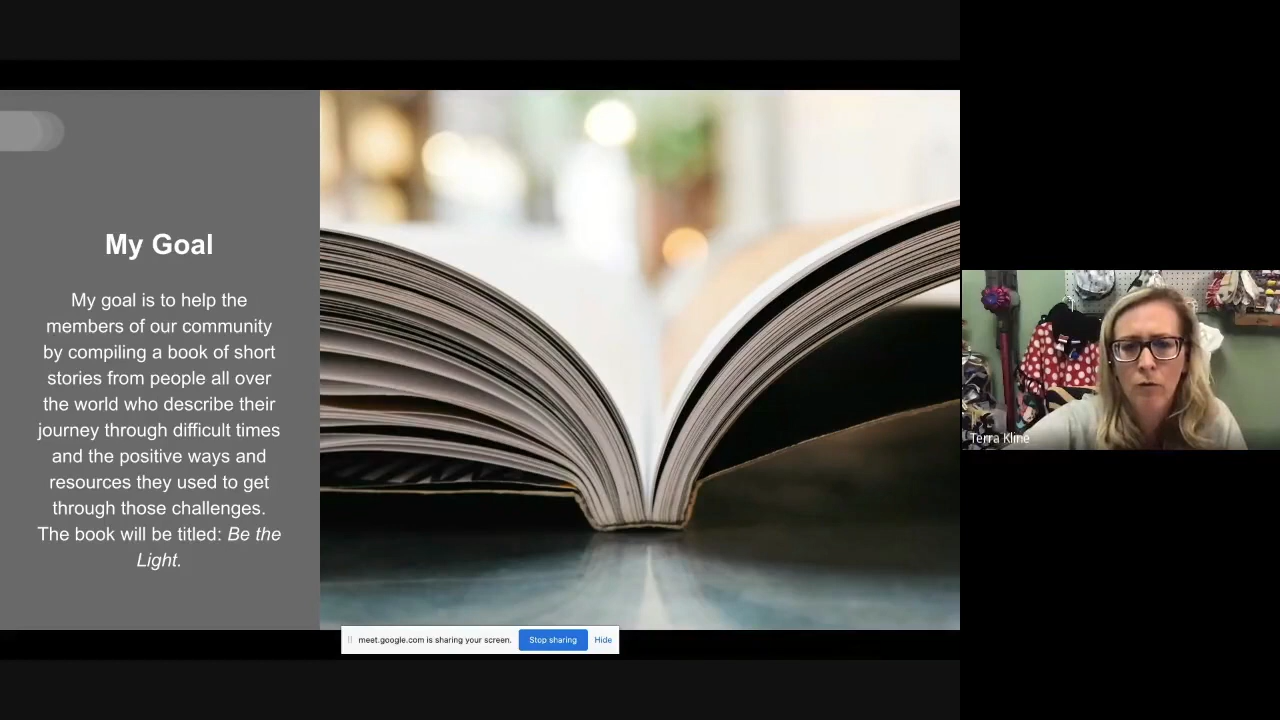 My Goal
My goal is to help the
members of our community
by compiling a book of short
stories from people all over
the world who describe their
journey through difficult times
and the positive ways and
resources they used to get
through those challenges.
The book will be titled: Be the
Light.
Terra Kline
meet.google.com is sharing your screen. Stop sharing Hide